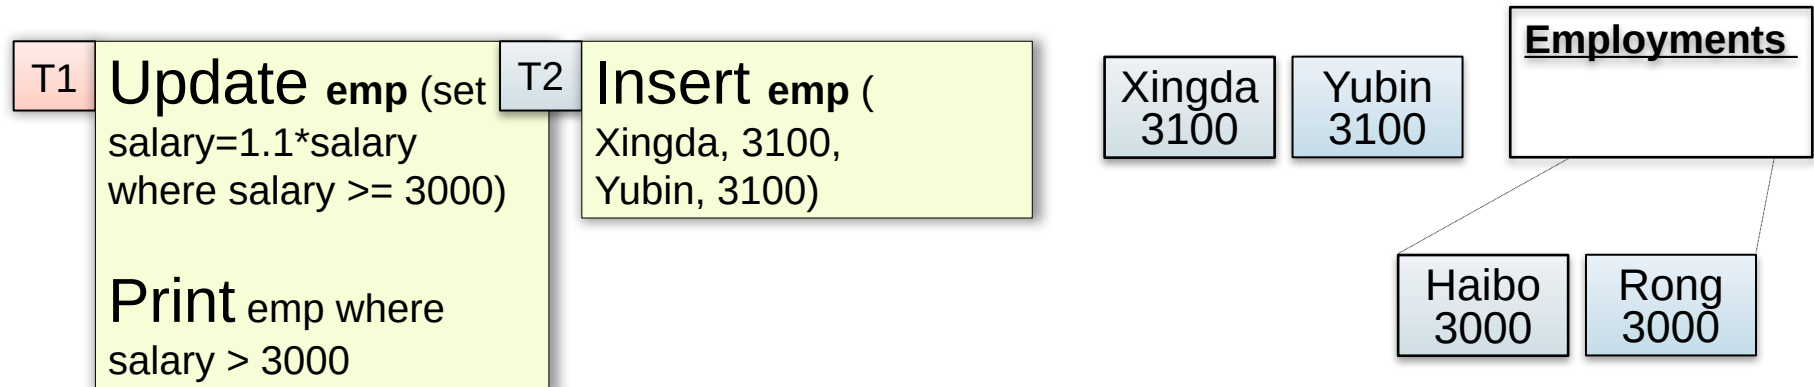 T1
Update emp (set
salary=1.1*salary
where salary >= 3000)
Print emp where
salary > 3000
T2
Insert emp (
Xingda, 3100,
Yubin, 3100)
Xingda
3100
Yubin
3100
Employments
Haibo
3000
Rong
3000